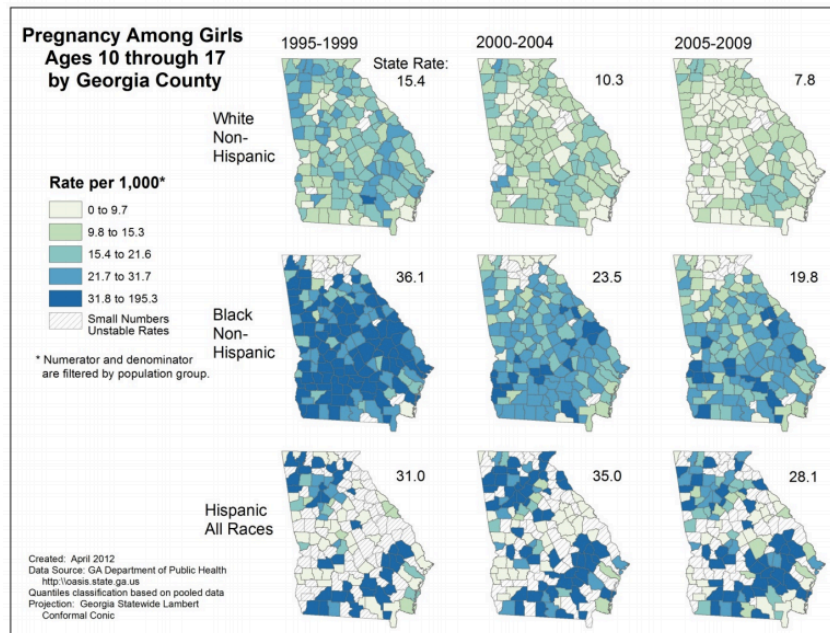 Pregnancy Among Girls
Ages 10 through 17
by Georgia County
1995-1999
2000-2004
2005-2009
State Rate:
15.4
10.3
7.8
White
Non-
Hispanic
Rate per 1,000*
0 to 9.7
9.8 to 15.3
15.4 to 21.6
21.7 to 31.7
31.8 to 195.3
Small Numbers
Unstable Rates
* Numerator and denominator
are filtered by population group.
36.1
23.5
19.8
Black
Non-
Hispanic
31.0
35.0
28.1
Hispanic
All Races
Created: April 2012
Data Source: GA Department of Public Health
http:\\oasis.state.ga.us
Quantiles classification based on pooled data
Projection: Georgia Statewide Lambert
Conformal Conic